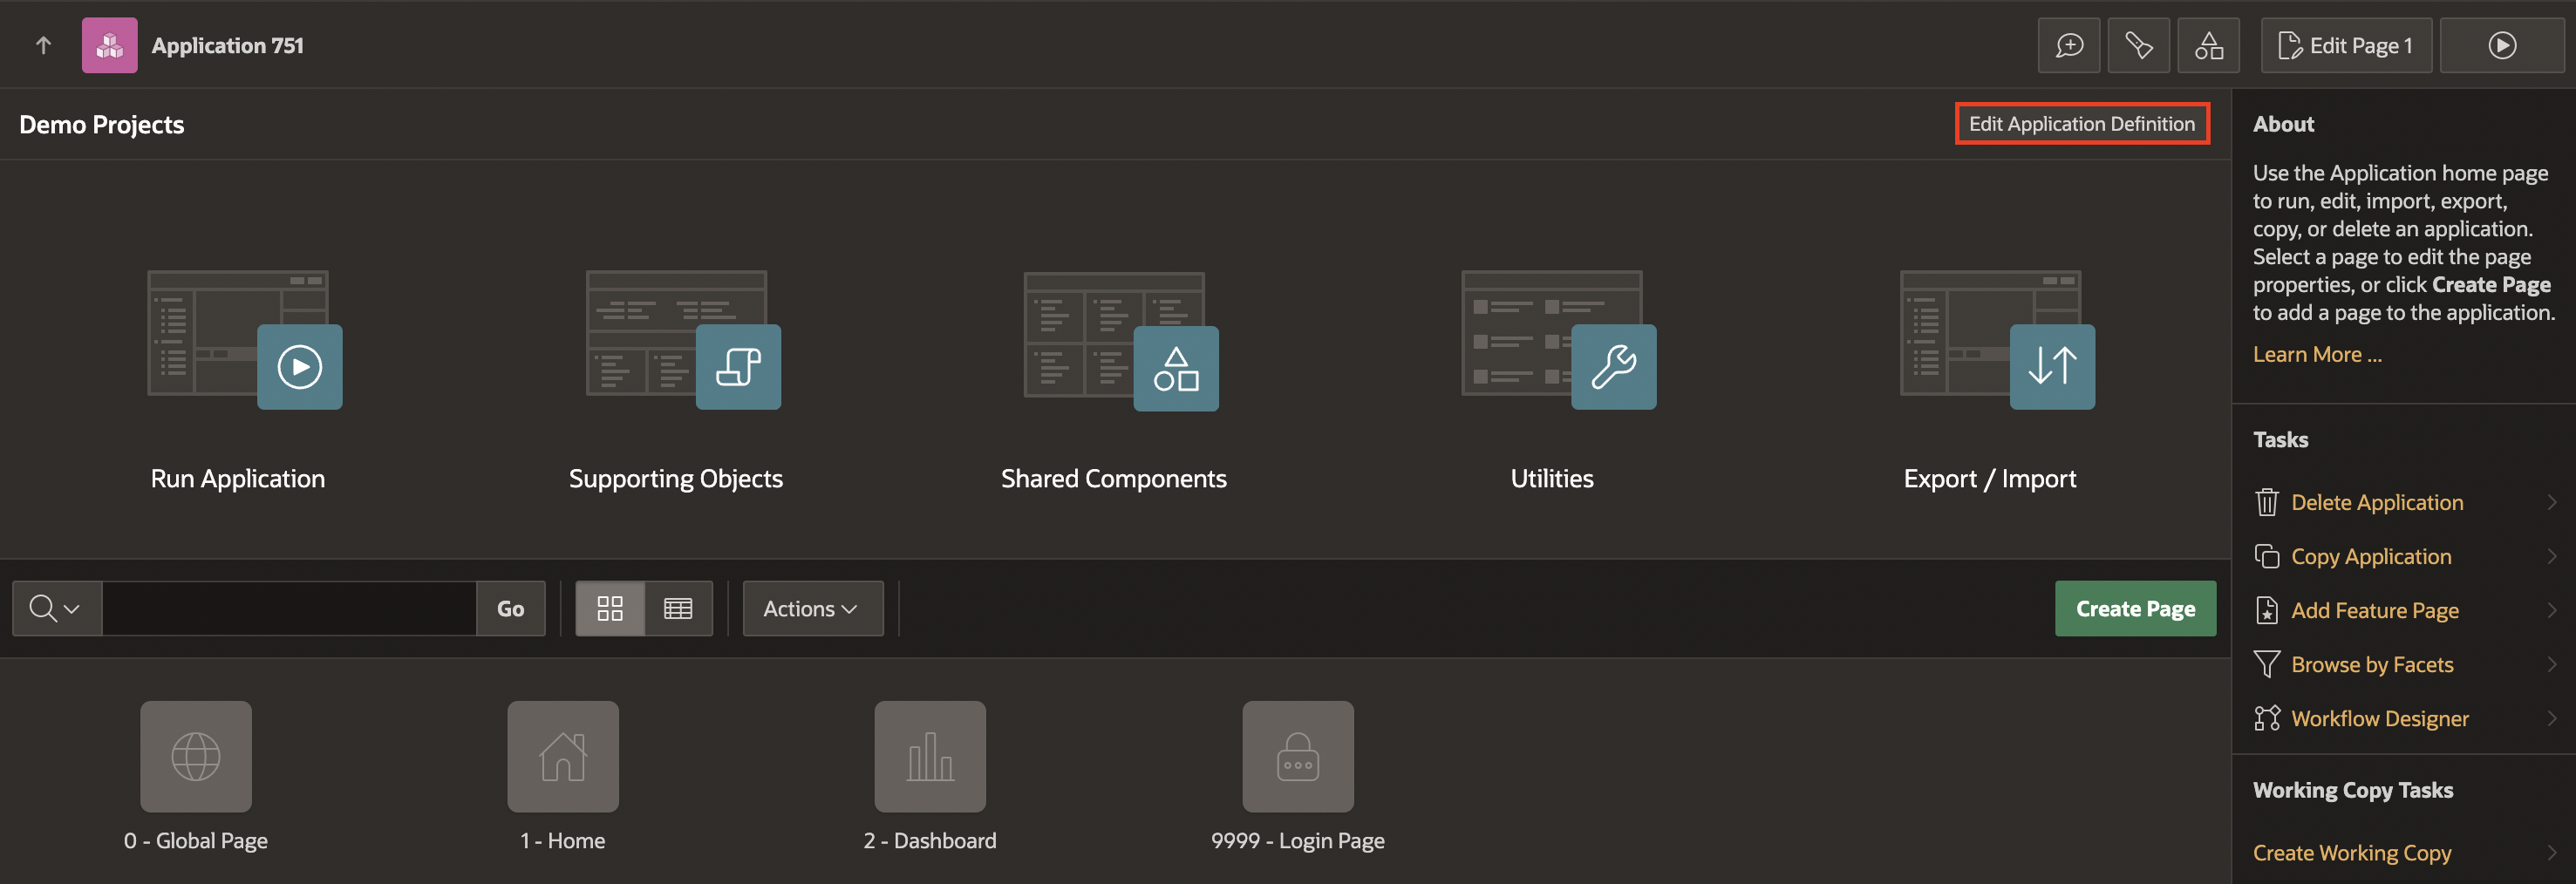 Application 751
Edit Page 1
Demo Projects
Edit Application Definition
Run Application
Supporting Objects
Shared Components
Utilities
Export / Import
Go
Actions
Create Page
0 - Global Page
1 - Home
2 - Dashboard
9999 - Login Page
About
Use the Application home page
to run, edit, import, export,
copy, or delete an application.
Select a page to edit the page
properties, or click Create Page
to add a page to the application.
Learn More ...
Tasks
Delete Application
Copy Application
Add Feature Page
Browse by Facets
Workflow Designer
Working Copy Tasks
Create Working Copy